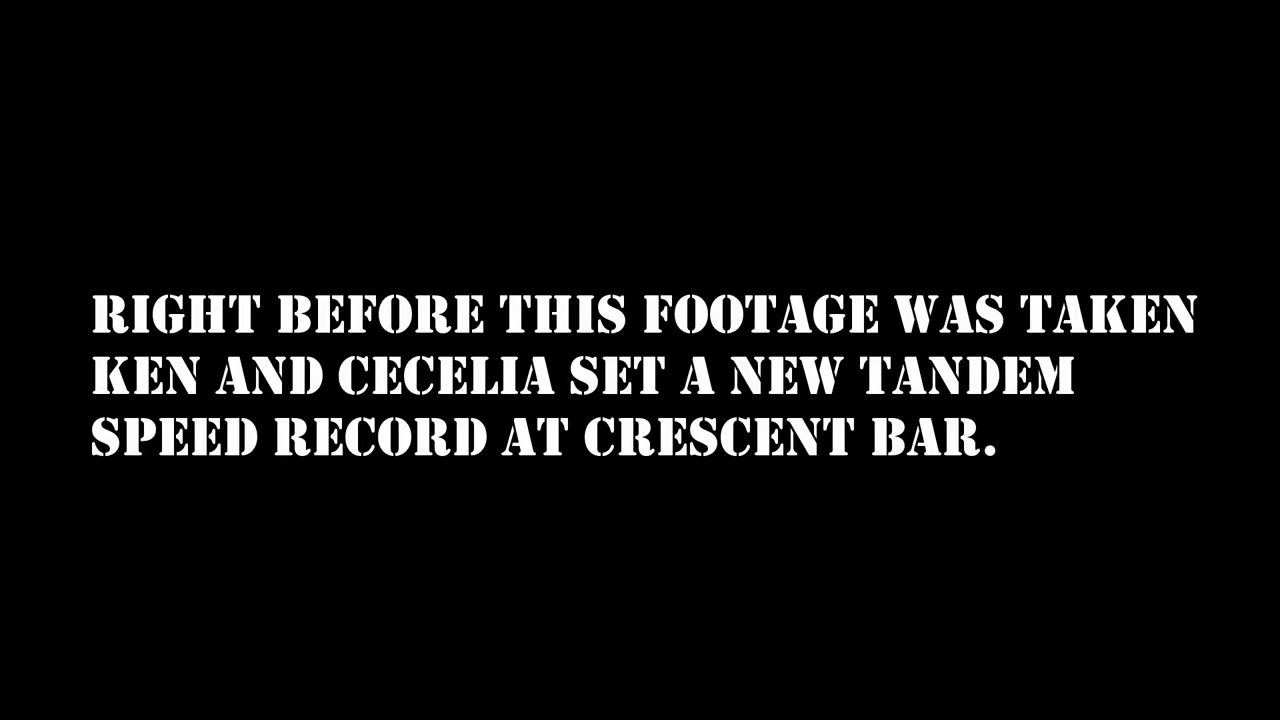 RIGHT BEFORE THIS FOOTAGE WAS TAKEN
KEN AND CECELIA SET A NEW TANDEM
SPEED RECORD AT CRESCENT BAR.